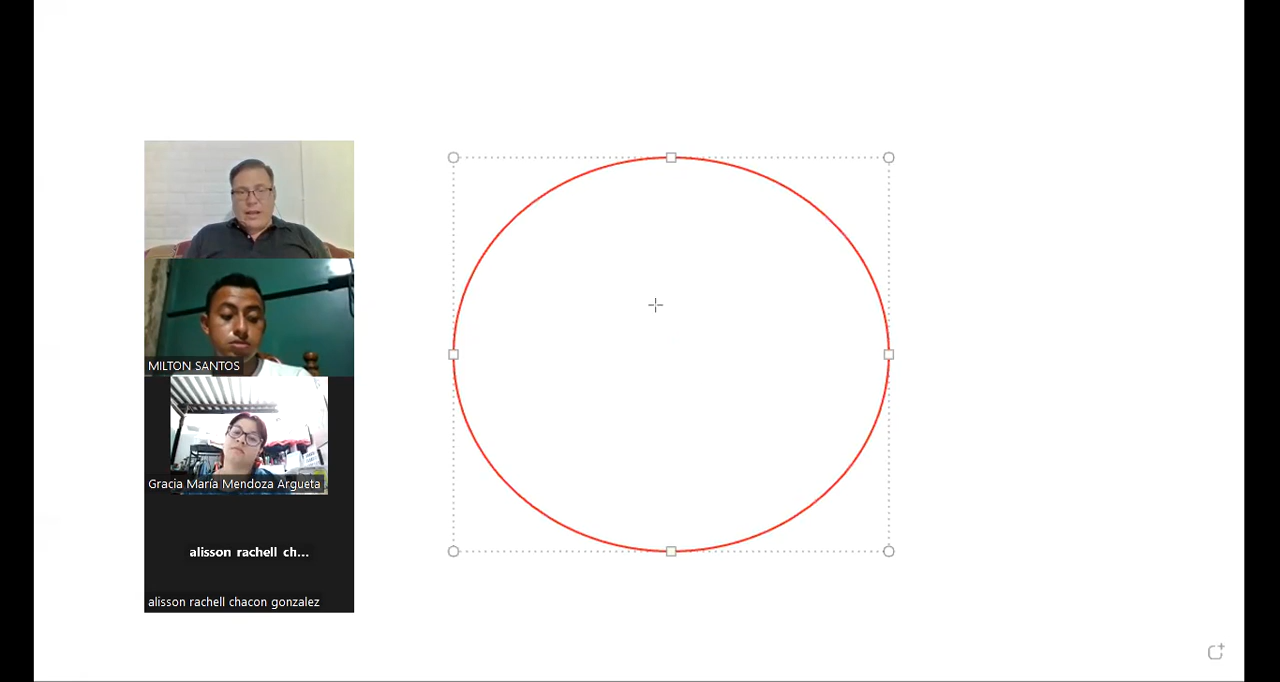 MILTON SANTOS
Gracia María Mendoza Argueta
alisson rachell ch...
alisson rachell chacon gonzalez